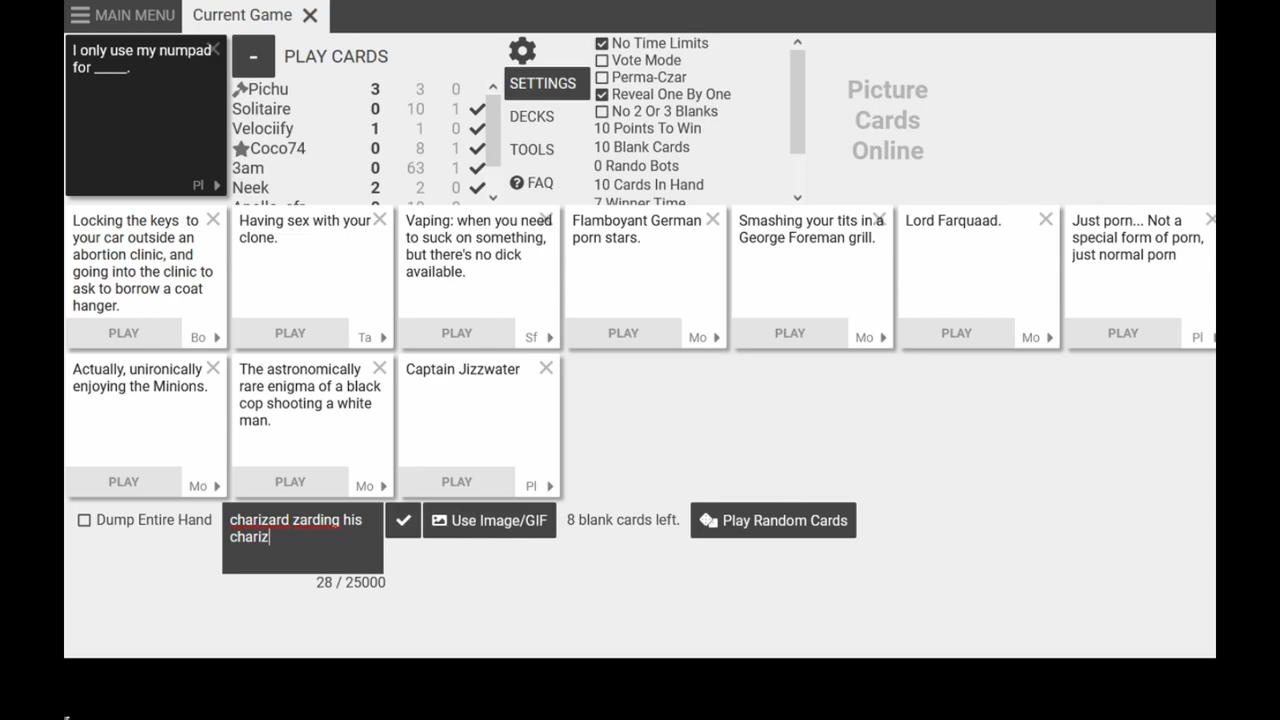 MAIN MENU
Current Game
I only use my numpad
for _____.
Pl
-
PLAY CARDS
Pichu 3 3 0
Solitaire 0 10 1
Velociify 1 1 0
Coco74 0 8 1
3am 0 63 1
Neek 2 2 0
SETTINGS
DECKS
TOOLS
? FAQ
No Time Limits
Vote Mode
Perma-Czar
Reveal One By One
No 2 Or 3 Blanks
10 Points To Win
10 Blank Cards
0 Rando Bots
10 Cards In Hand
7 Winner Time
Picture
Cards
Online
Locking the keys to
your car outside an
abortion clinic, and
going into the clinic to
ask to borrow a coat
hanger.
PLAY
Bo
Having sex with your
clone.
PLAY
Ta
Vaping: when you need
to suck on something,
but there's no dick
available.
PLAY
Sf
Flamboyant German
porn stars.
PLAY
Mo
Smashing your tits in a
George Foreman grill.
PLAY
Mo
Lord Farquaad.
PLAY
Mo
Just porn... Not a
special form of porn,
just normal porn
PLAY
Pl
Actually, unironically
enjoying the Minions.
PLAY
Mo
The astronomically
rare enigma of a black
cop shooting a white
man.
PLAY
Mo
Captain Jizzwater
PLAY
Pl
Dump Entire Hand
charizard zarding his
chariz
Use Image/GIF
8 blank cards left.
Play Random Cards
28 / 25000